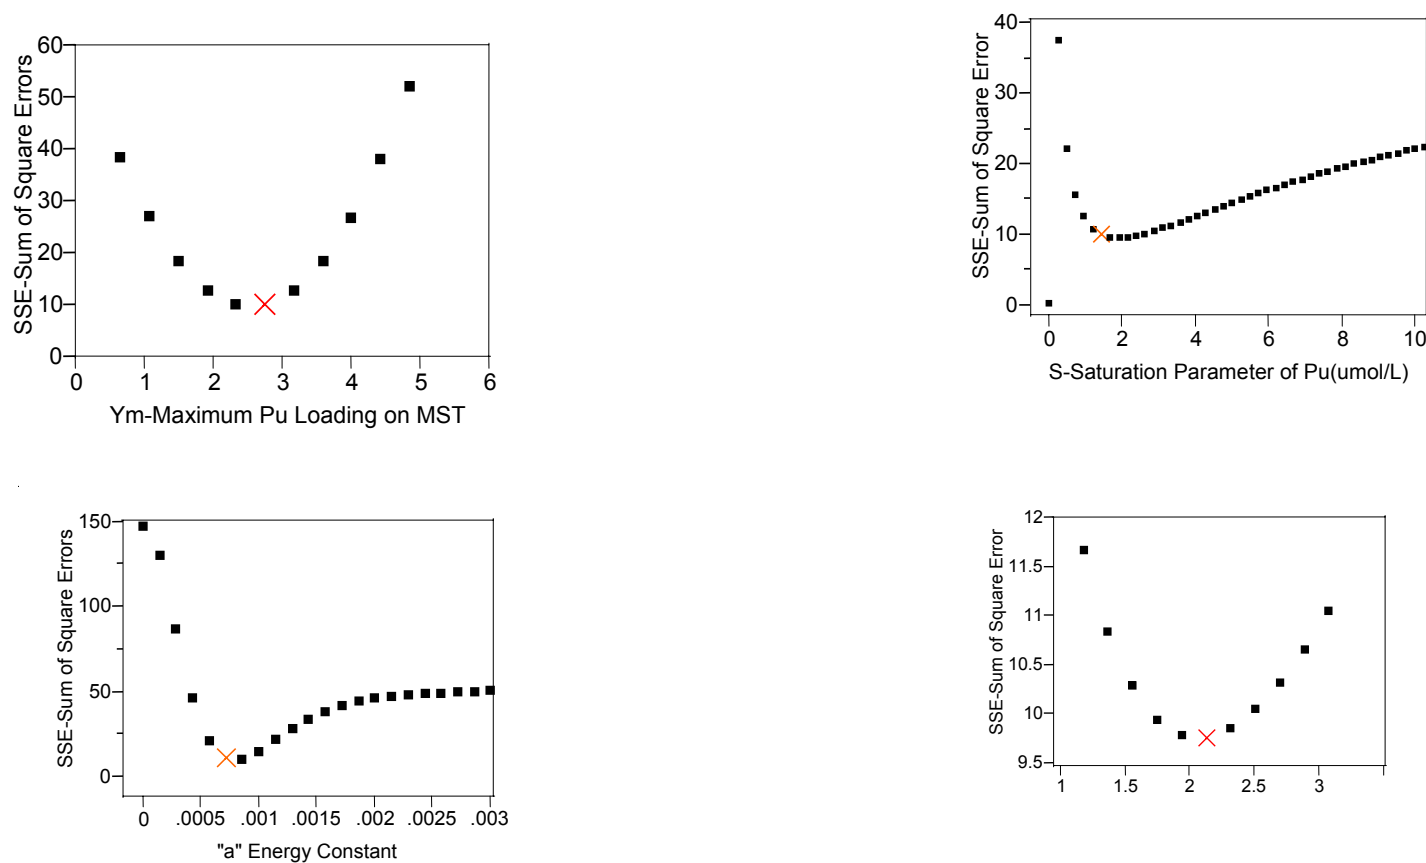 SSE-Sum of Square Errors
60
50
40
30
20
10
0
0 1 2 3 4 5 6
Ym-Maximum Pu Loading on MST
SSE-Sum of Square Error
40
30
20
10
0
0 2 4 6 8 10
S-Saturation Parameter of Pu(umol/L)
SSE-Sum of Square Errors
150
100
50
0
0 .0005 .001 .0015 .002 .0025 .003
"a" Energy Constant
SSE-Sum of Square Error
12
11.5
11
10.5
10
9.5
1 1.5 2 2.5 3